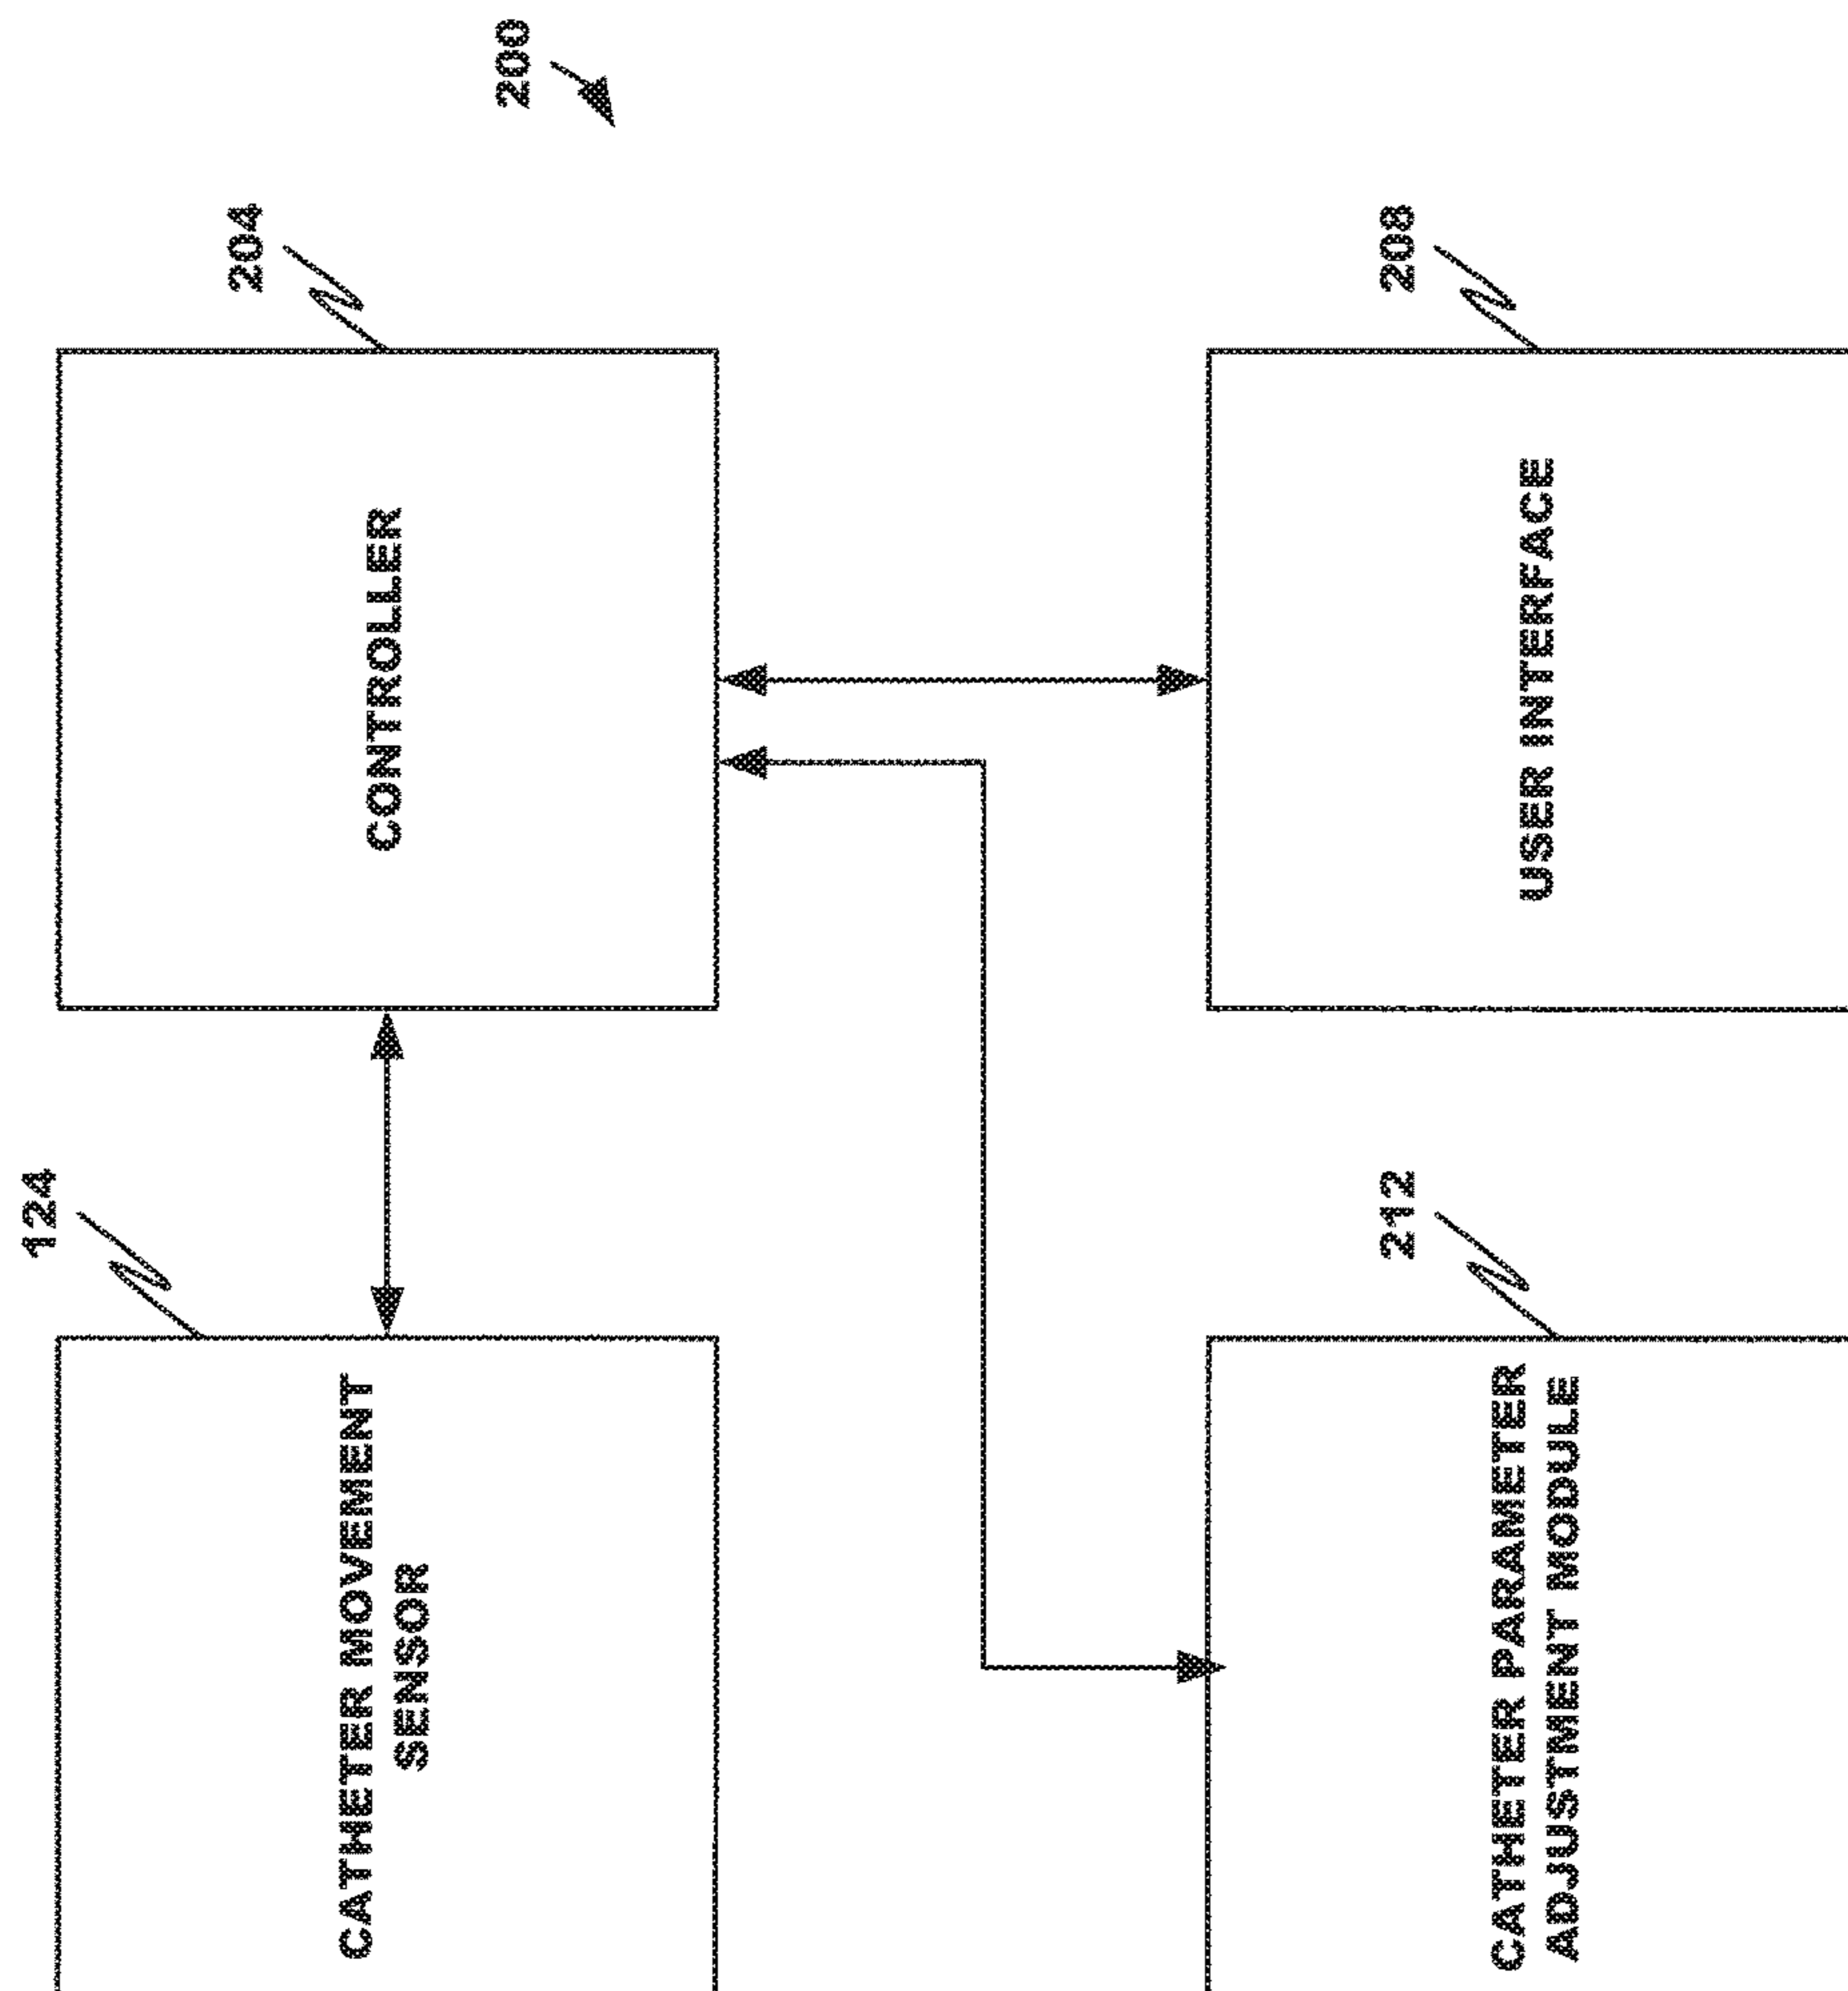 200
124
204
CATHETER MOVEMENT
SENSOR
CONTROLLER
212
208
CATHETER PARAMETER
ADJUSTMENT MODULE
USER INTERFACE